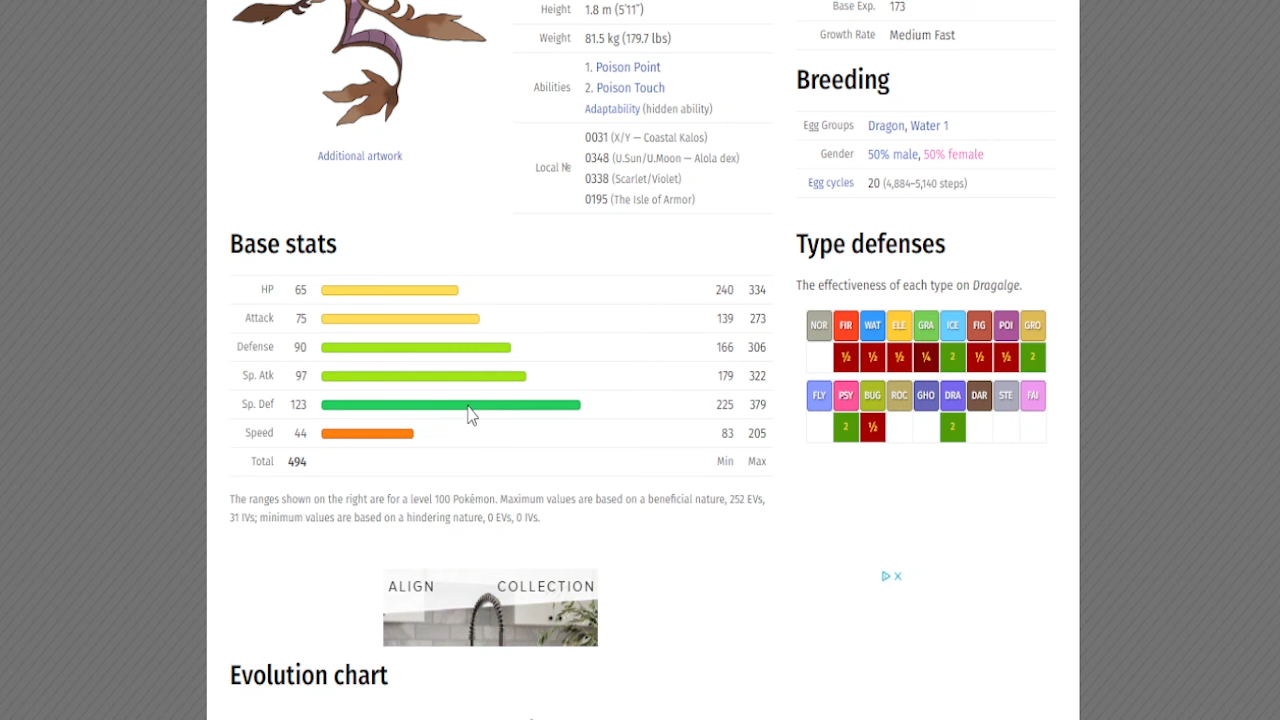 Height 1.8 m (5′11″)
Weight 81.5 kg (179.7 lbs)
Abilities
1. Poison Point
2. Poison Touch
Adaptability (hidden ability)
Local №
0031 (X/Y — Coastal Kalos)
0348 (U.Sun/U.Moon — Alola dex)
0338 (Scarlet/Violet)
0195 (The Isle of Armor)
Additional artwork
Base Exp. 173
Growth Rate Medium Fast
Breeding
Egg Groups Dragon, Water 1
Gender 50% male, 50% female
Egg cycles 20 (4,884–5,140 steps)
Base stats
HP 65 240 334
Attack 75 139 273
Defense 90 166 306
Sp. Atk 97 179 322
Sp. Def 123 225 379
Speed 44 83 205
Total 494 Min Max
The ranges shown on the right are for a level 100 Pokémon. Maximum values are based on a beneficial nature, 252 EVs,
31 IVs; minimum values are based on a hindering nature, 0 EVs, 0 IVs.
Type defenses
The effectiveness of each type on Dragalge.
NOR FIR WAT ELE GRA ICE FIG POI GRO
½ ½ ½ ¼ 2 ½ ½ 2
FLY PSY BUG ROC GHO DRA DAR STE FAI
2 ½ 2
ALIGN COLLECTION
X
Evolution chart